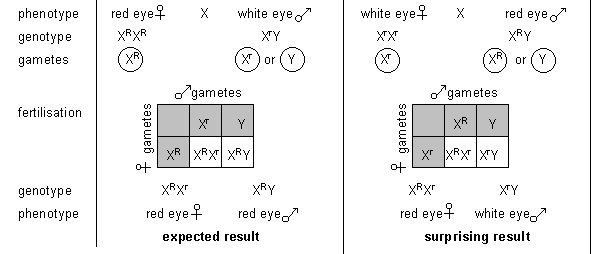 phenotype red eye♀ X white eye♂ white eye♀ X red eye♂
genotype XᴿXᴿ XʳY XʳXʳ XᴿY
gametes Xᴿ Xʳ or Y Xʳ Xᴿ or Y
♂gametes ♂gametes
fertilisation ♀ gametes Xʳ Y ♀ gametes Xᴿ Y
Xᴿ XᴿXʳ XᴿY Xʳ XᴿXʳ XʳY
genotype XᴿXʳ XᴿY XᴿXʳ XʳY
phenotype red eye♀ red eye♂ red eye♀ white eye♂
expected result surprising result